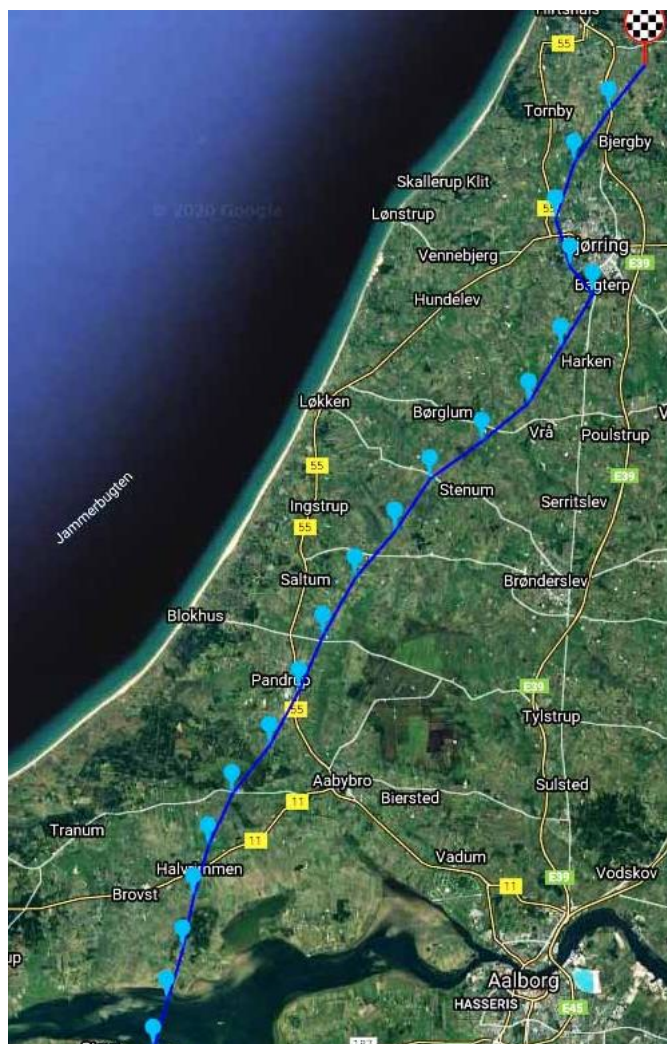 Hirtshals
55
Tornby
Bjergby
Skallerup Klit
© 2020 Google
Lønstrup
55
Hjørring
Vennebjerg
E39
Bagterp
Hundelev
Harken
Løkken
Børglum
Vrå
Poulstrup
55
E39
Stenum
Jammerbugten
Ingstrup
Serritslev
55
Saltum
Brønderslev
Blokhus
Pandrup
E39
55
Tylstrup
Aabybro
Sulsted
11
Biersted
Tranum
11
Vadum
Halvrimmen
Vodskov
E39
11
Brovst
Aalborg
HASSERIS
E45
187